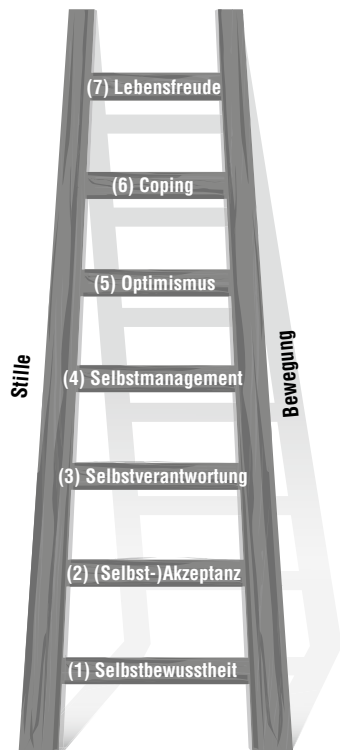 (7) Lebensfreude
(6) Coping
(5) Optimismus
Stille
Bewegung
(4) Selbstmanagement
(3) Selbstverantwortung
(2) (Selbst-)Akzeptanz
(1) Selbstbewusstheit